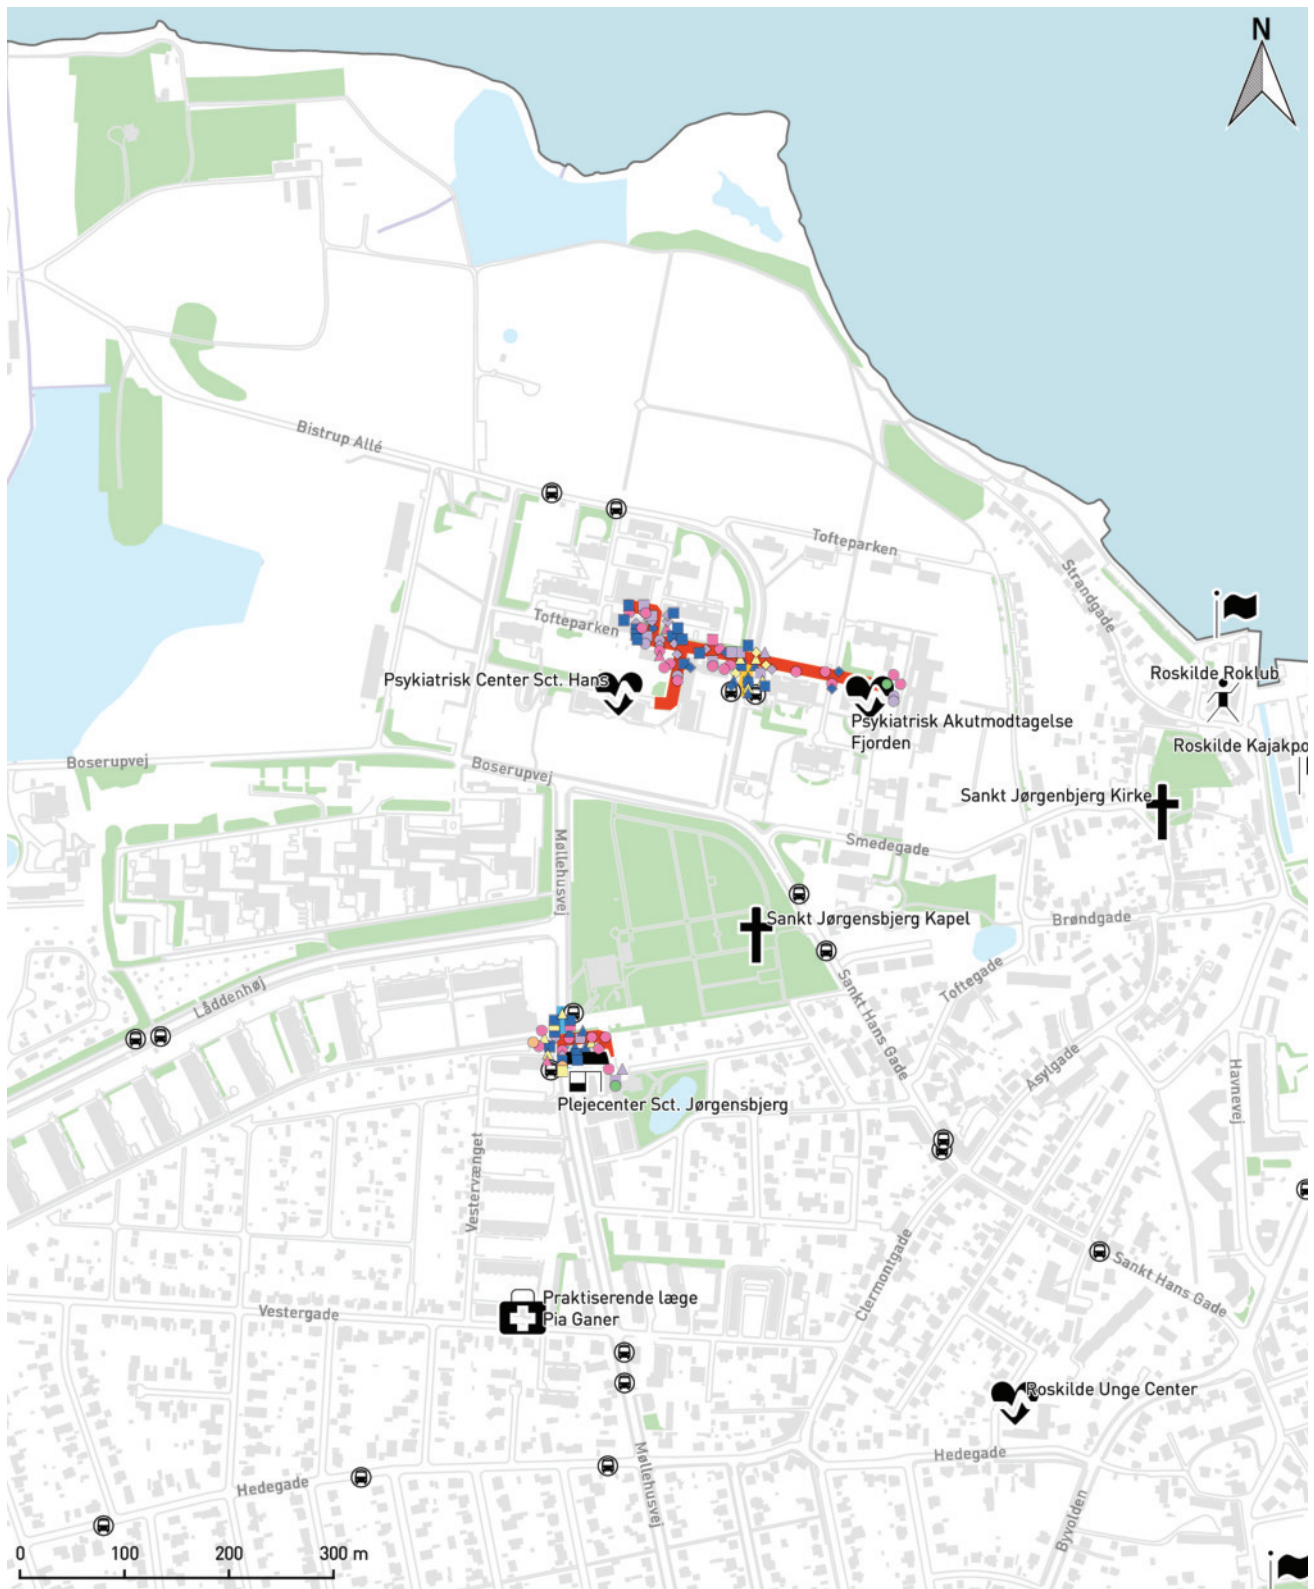 N
Bistrup Allé
Tofteparken
Strandgade
Tofteparken
Psykiatrisk Center Sct. Hans
Roskilde Roklub
Psykiatrisk Akutmodtagelse
Fjorden
Roskilde Kajakpo
Boserupvej
Boserupvej
Sankt Jørgenbjerg Kirke
Smedegade
Møllehusvej
Sankt Jørgensbjerg Kapel
Brøndgade
Låddenhøj
Toftegade
Sankt Hans Gade
Asylgade
Havnevej
Plejecenter Sct. Jørgensbjerg
Vestervænget
Clermontgade
Sankt Hans Gade
Praktiserende læge
Pia Ganer
Vestergade
Roskilde Unge Center
Hedegade
Møllehusvej
Hedegade
Byvolden
0 100 200 300 m